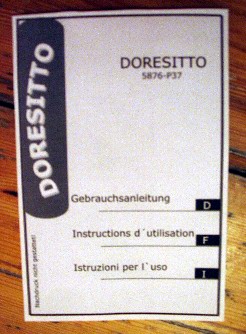 DORESITTO
DORESITTO
5876-P37
Gebrauchsanleitung
D
Instructions d´utilisation
F
Istruzioni per l`uso
I
Nachdruck nicht gestattet!